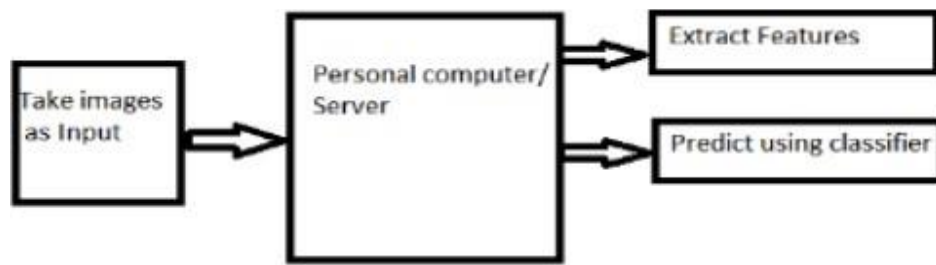 Take images
as Input
Personal computer/
Server
Extract Features
Predict using classifier